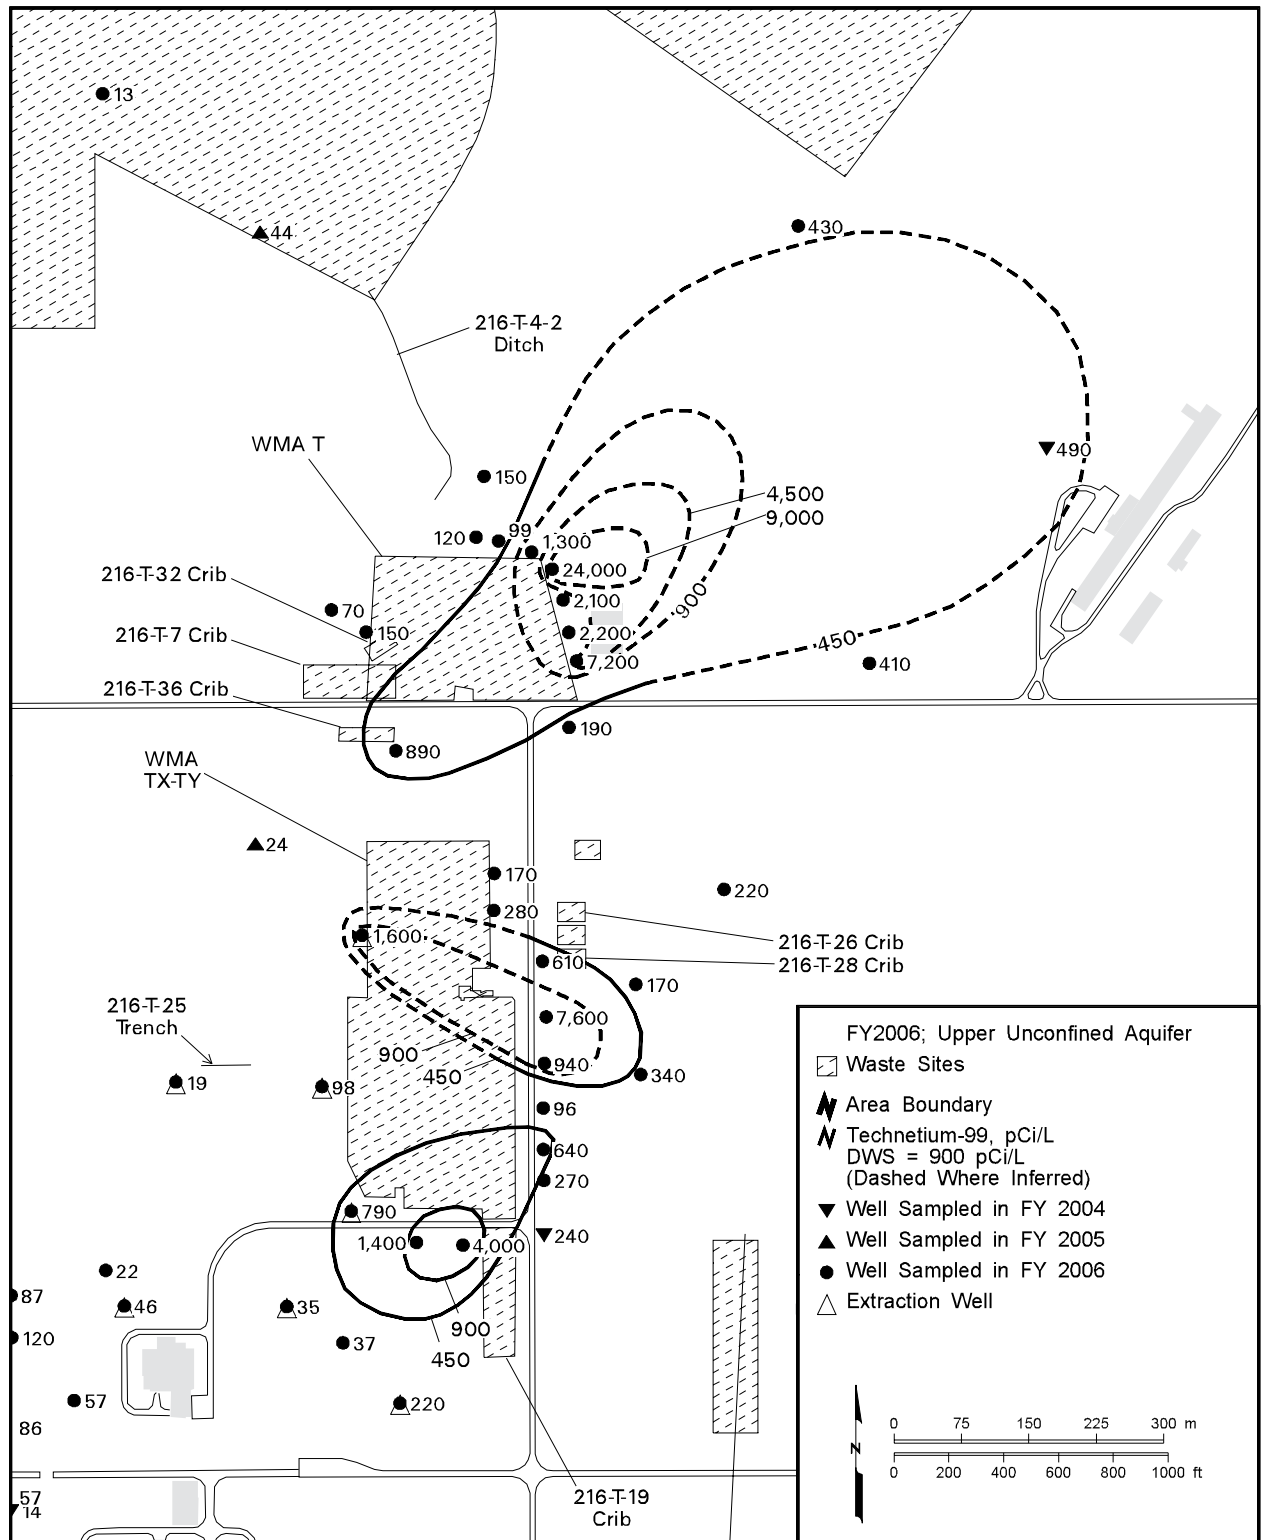 13
44
430
216-T-4-2
Ditch
WMA T
490
150
4,500
9,000
120
99
1,300
216-T-32 Crib
24,000
70
2,100
900
216-T-7 Crib
150
2,200
450
7,200
410
216-T-36 Crib
190
890
WMA
TX-TY
24
170
220
280
1,600
216-T-26 Crib
610
216-T-28 Crib
170
216-T-25
Trench
7,600
900
940
450
340
19
98
96
640
270
790
240
1,400
4,000
22
87
46
35
900
120
37
450
57
220
86
57
14
216-T-19
Crib
FY2006; Upper Unconfined Aquifer
Waste Sites
Area Boundary
Technetium-99, pCi/L
DWS = 900 pCi/L
(Dashed Where Inferred)
Well Sampled in FY 2004
Well Sampled in FY 2005
Well Sampled in FY 2006
Extraction Well
N
0 75 150 225 300 m
0 200 400 600 800 1000 ft